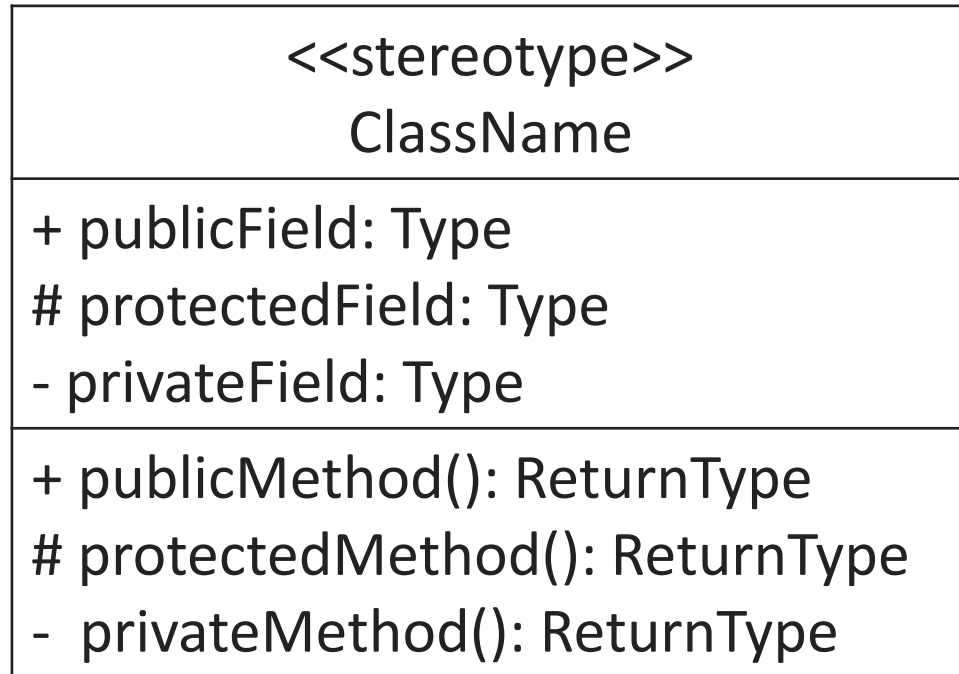 <<stereotype>>
ClassName
+ publicField: Type
# protectedField: Type
- privateField: Type
+ publicMethod(): ReturnType
# protectedMethod(): ReturnType
- privateMethod(): ReturnType